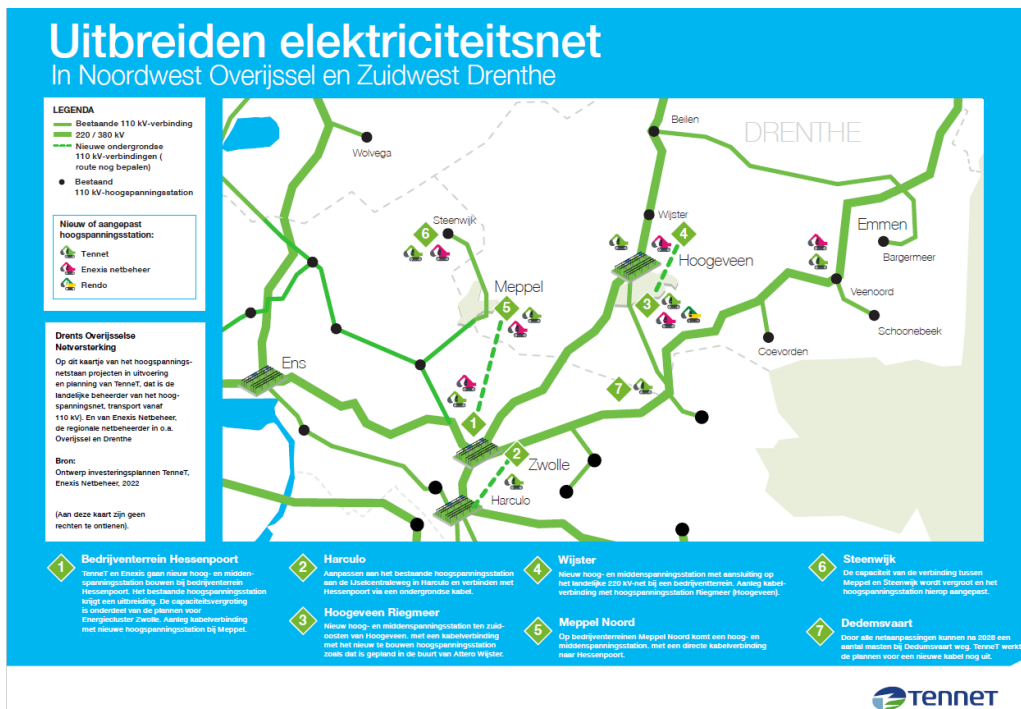 Uitbreiden elektriciteitsnet
In Noordwest Overijssel en Zuidwest Drenthe
LEGENDA
Bestaande 110 kV-verbinding
220 / 380 kV
Nieuwe ondergrondse
110 kV-verbindingen (
route nog bepalen)
Bestaand
110 kV-hoogspanningsstation
Nieuw of aangepast
hoogspanningsstation:
Tennet
Enexis netbeheer
Rendo
Drents Overijsselse
Netversterking
Op dit kaartje van het hoogspannings-
netstaan projecten in uitvoering
en planning van TenneT, dat is de
landelijke beheerder van het hoog-
spanningsnet, transport vanaf
110 kV). En van Enexis Netbeheer,
de regionale netbeheerder in o.a.
Overijssel en Drenthe
Bron:
Ontwerp investeringsplannen TenneT,
Enexis Netbeheer, 2022
(Aan deze kaart zijn geen
rechten te ontlenen).
Beilen
DRENTHE
Wolvega
Steenwijk
6
Wijster
4
Emmen
Bargermeer
Hoogeveen
Meppel
5
3
Veenoord
Schoonebeek
Coevorden
Ens
7
1
2
Zwolle
Harculo
1
Bedrijventerrein Hessenpoort
TenneT en Enexis gaan nieuw hoog- en midden-
spanningsstation bouwen bij bedrijventerrein
Hessenpoort. Het bestaande hoogspanningsstation
krijgt een uitbreiding. De capaciteitsvergroting
is onderdeel van de plannen voor
Energiecluster Zwolle. Aanleg kabelverbinding
met nieuwe hoogspanningsstation bij Meppel.
2
Harculo
Aanpassen aan het bestaande hoogspanningsstation
aan de IJselcentraleweg in Harculo en verbinden met
Hessenpoort via een ondergrondse kabel.
3
Hoogeveen Riegmeer
Nieuw hoog- en middenspanningsstation ten zuid-
oosten van Hoogeveen. met een kabelverbinding
met het nieuw te bouwen hoogspanningsstation
zoals dat is gepland in de buurt van Attero Wijster.
4
Wijster
Nieuw hoog- en middenspanningsstation met aansluiting op
het landelijke 220 kV-net bij een bedrijventterrein. Aanleg kabel-
verbinding met hoogspanningsstation Riegmeer (Hoogeveen).
5
Meppel Noord
Op bedrijventerreinen Meppel Noord komt een hoog- en
middenspanningsstation. met een directe kabelverbinding
naar Hessenpoort.
6
Steenwijk
De capaciteit van de verbinding tussen
Meppel en Steenwijk wordt vergroot en het
hoogspanningsstation hierop aangepast.
7
Dedemsvaart
Door alle netaanpassingen kunnen na 2028 een
aantal masten bij Dedumsvaart weg. TenneT werkt
de plannen voor een nieuwe kabel nog uit.
TENNET